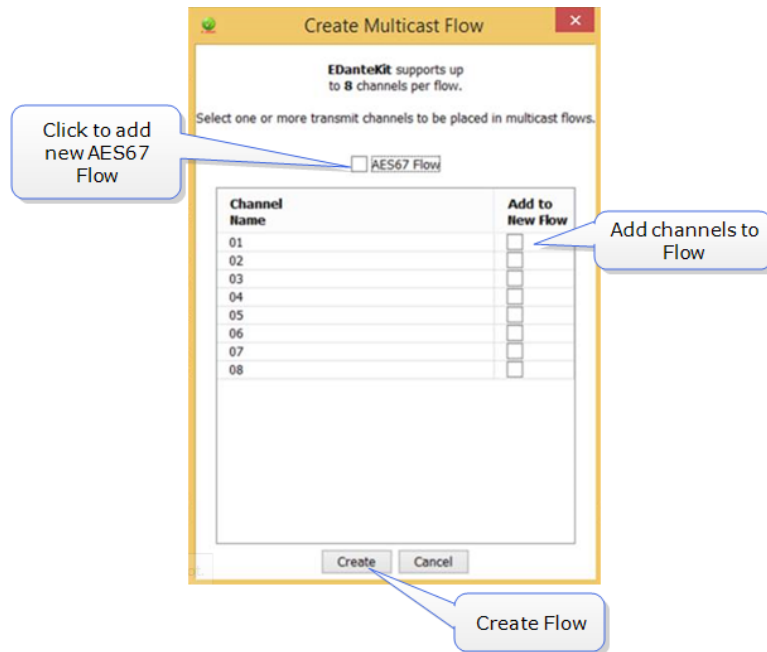 Create Multicast Flow
EDanteKit supports up
to 8 channels per flow.
Select one or more transmit channels to be placed in multicast flows.
Click to add
new AES67
Flow
AES67 Flow
Channel
Name
Add to
New Flow
01
02
03
04
05
06
07
08
Add channels to
Flow
Create
Cancel
Create Flow